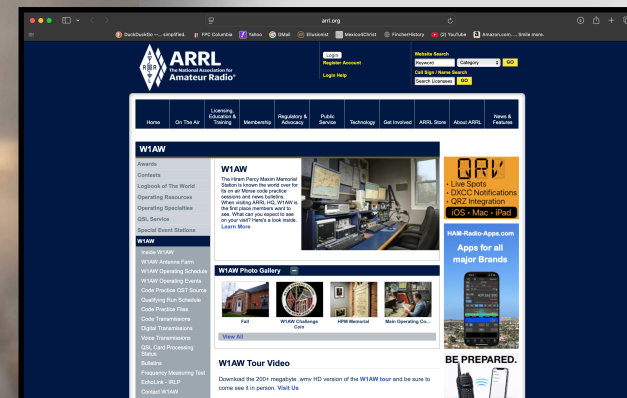 arrl.org
DuckDuckGo — ... simplified.
FPC Columbia
Yahoo
GMail
Elusionist
Mexico4Christ
FincherHistory
(2) YouTube
Amazon.com. ... Smile more.
ARRL
The National Association for
Amateur Radio®
Login
Register Account
Login Help
Website Search
Keyword
Category
GO
Call Sign / Name Search
Search Licensees
GO
Home
On The Air
Licensing, Education & Training
Membership
Regulatory & Advocacy
Public Service
Technology
Get Involved
ARRL Store
About ARRL
News & Features
W1AW
Awards
Contests
Logbook of The World
Operating Resources
Operating Specialties
QSL Service
Special Event Stations
W1AW
Inside W1AW
W1AW Antenna Farm
W1AW Operating Schedule
W1AW Operating Events
Code Practice QST Source
Qualifying Run Schedule
Code Practice Files
Code Transmissions
Digital Transmissions
Voice Transmissions
QSL Card Processing
Status
Bulletins
Frequency Measuring Test
EchoLink - IRLP
Contact W1AW
W1AW
The Hiram Percy Maxim Memorial
Station is known the world over for
its on air Morse code practice
sessions and news bulletins.
When visiting ARRL HQ, W1AW is
the first place members want to
see. What can you expect to see
on your visit? Here's a look inside.
Learn More
W1AW Photo Gallery
Fall
W1AW Challenge
Coin
HPM Memorial
Main Operating Co...
View All
W1AW Tour Video
Download the 200+ megabyte .wmv HD version of the W1AW tour and be sure to
come see it in person. Visit Us
QRV
• Live Spots
• DXCC Notifications
• QRZ Integration
iOS • Mac • iPad
HAM-Radio-Apps.com
Apps for all
major Brands
BE PREPARED.